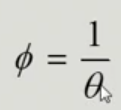 ϕ = 1/θ